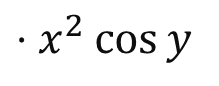 · x² cos y